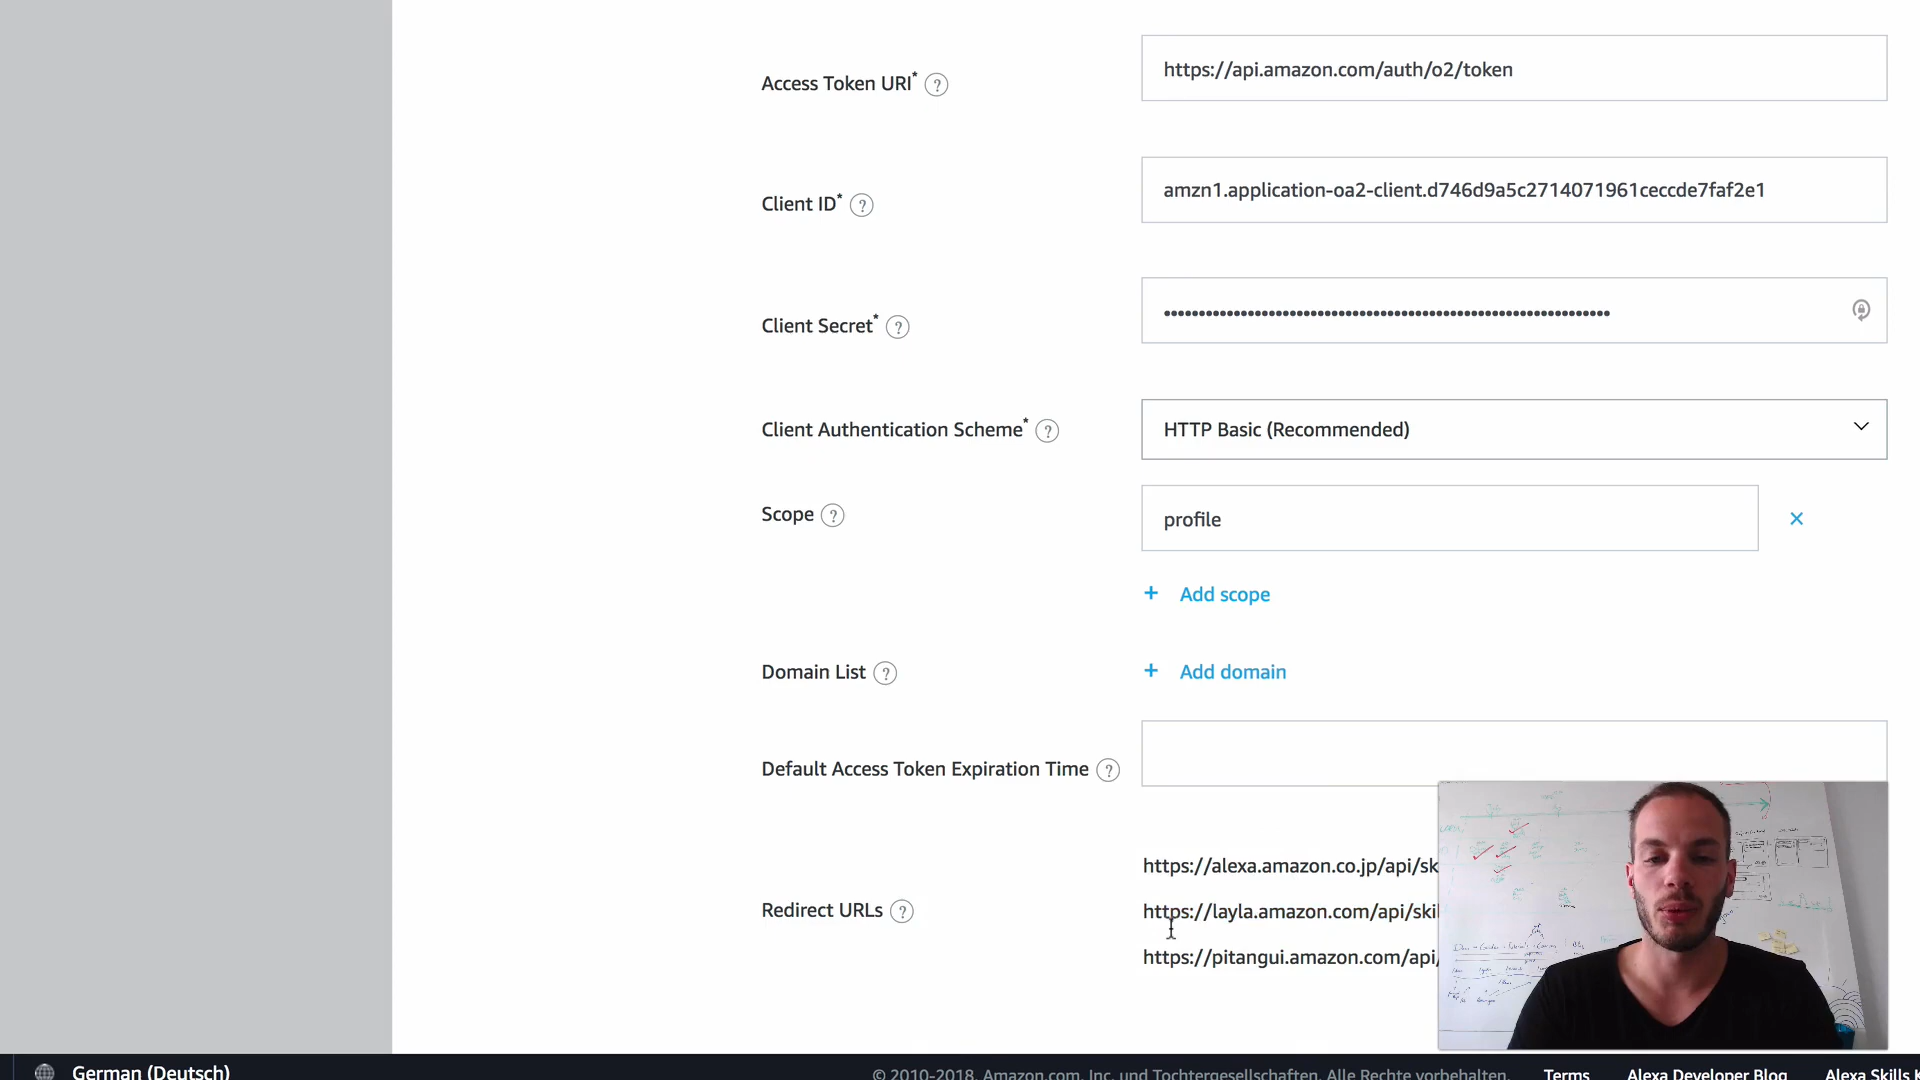 Access Token URI* ?
https://api.amazon.com/auth/o2/token
Client ID* ?
amzn1.application-oa2-client.d746d9a5c2714071961ceccde7faf2e1
Client Secret* ?
Client Authentication Scheme* ?
HTTP Basic (Recommended)
Scope ?
profile
+ Add scope
Domain List ?
+ Add domain
Default Access Token Expiration Time ?
Redirect URLs ?
https://alexa.amazon.co.jp/api/sk
https://layla.amazon.com/api/skil
https://pitangui.amazon.com/api/
German (Deutsch)
© 2010-2018, Amazon.com, Inc. und Tochtergesellschaften. Alle Rechte vorbehalten.
Terms
Alexa Developer Blog
Alexa Skills K